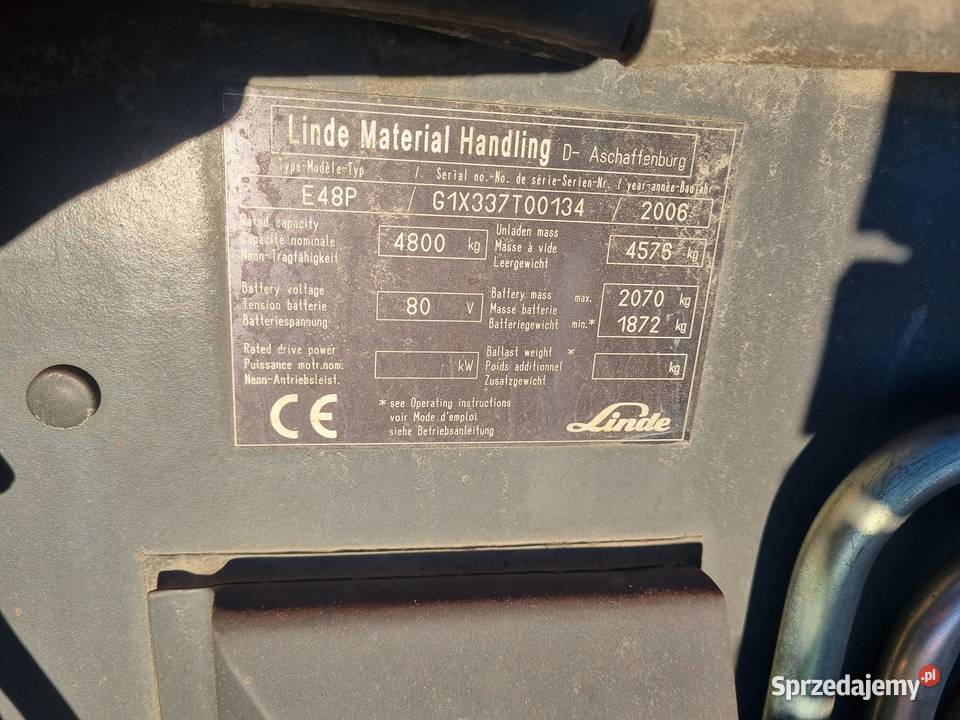 Linde Material Handling D- Aschaffenburg
Type-Modèle-Typ / Serial no.-No. de série-Serien-Nr. / year-année-Baujahr
E48P / G1X337T00134 / 2006
Rated capacity
Capacité nominale
Nenn-Tragfähigkeit
4800 kg
Unladen mass
Masse à vide
Leergewicht
4576 kg
Battery voltage
Tension batterie
Batteriespannung
80 V
Battery mass max. 2070 kg
Masse batterie
Batteriegewicht min.* 1872 kg
Rated drive power
Puissance motr.nom.
Nenn-Antriebsleist.
kW
Ballast weight *
Poids additionnel
Zusatzgewicht
kg
CE
* see Operating instructions
voir Mode d'emploi
siehe Betriebsanleitung
Linde
Sprzedajemy.pl